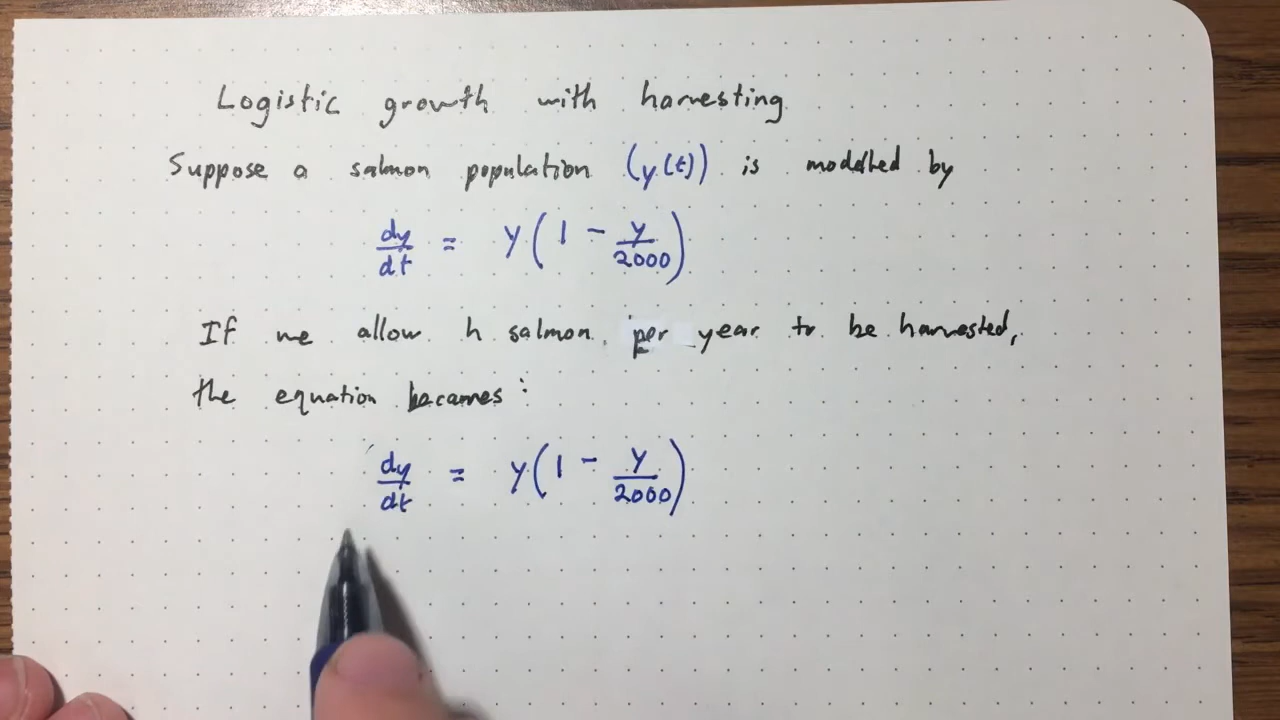 Logistic growth with harvesting
Suppose a salmon population (y(t)) is modelled by
dy/dt = y(1 - y/2000)
If we allow h salmon per year to be harvested,
the equation becomes:
dy/dt = y(1 - y/2000)